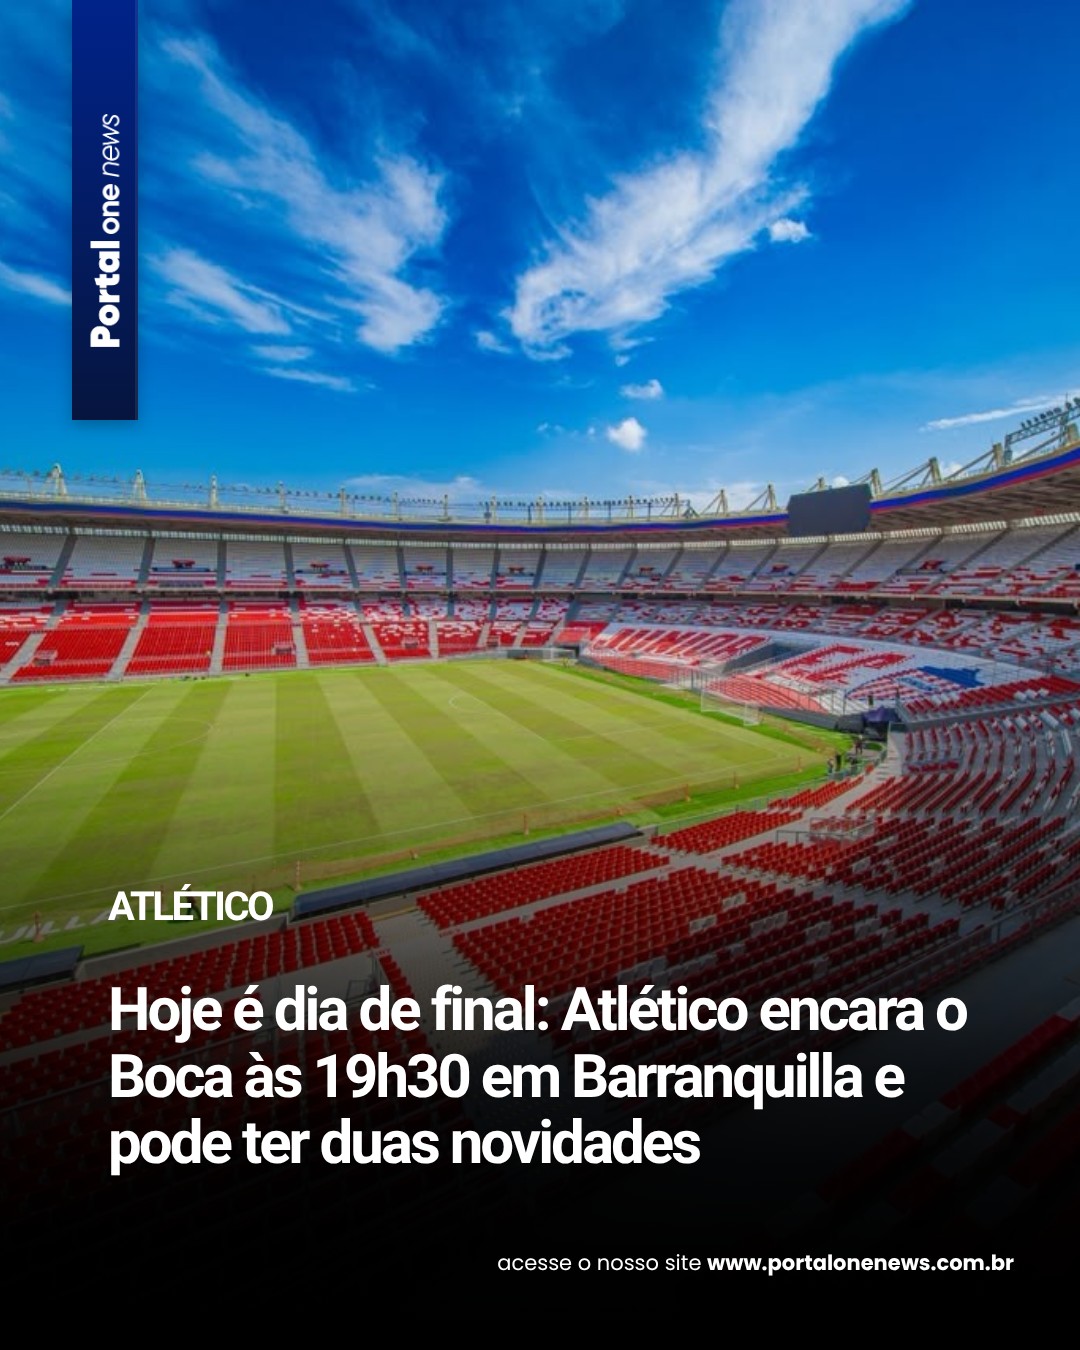 Portal one news
JUNIOR
ATLÉTICO
Hoje é dia de final: Atlético encara o
Boca às 19h30 em Barranquilla e
pode ter duas novidades
acesse o nosso site www.portalonenews.com.br